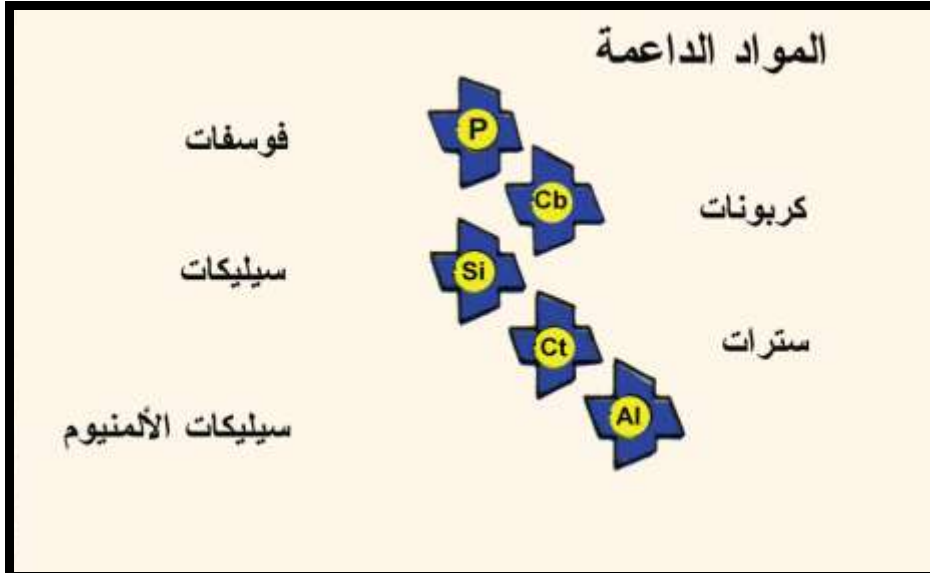 المواد الداعمة
P
فوسفات
Cb
كربونات
Si
سيليكات
Ct
سترات
Al
سيليكات الألمنيوم